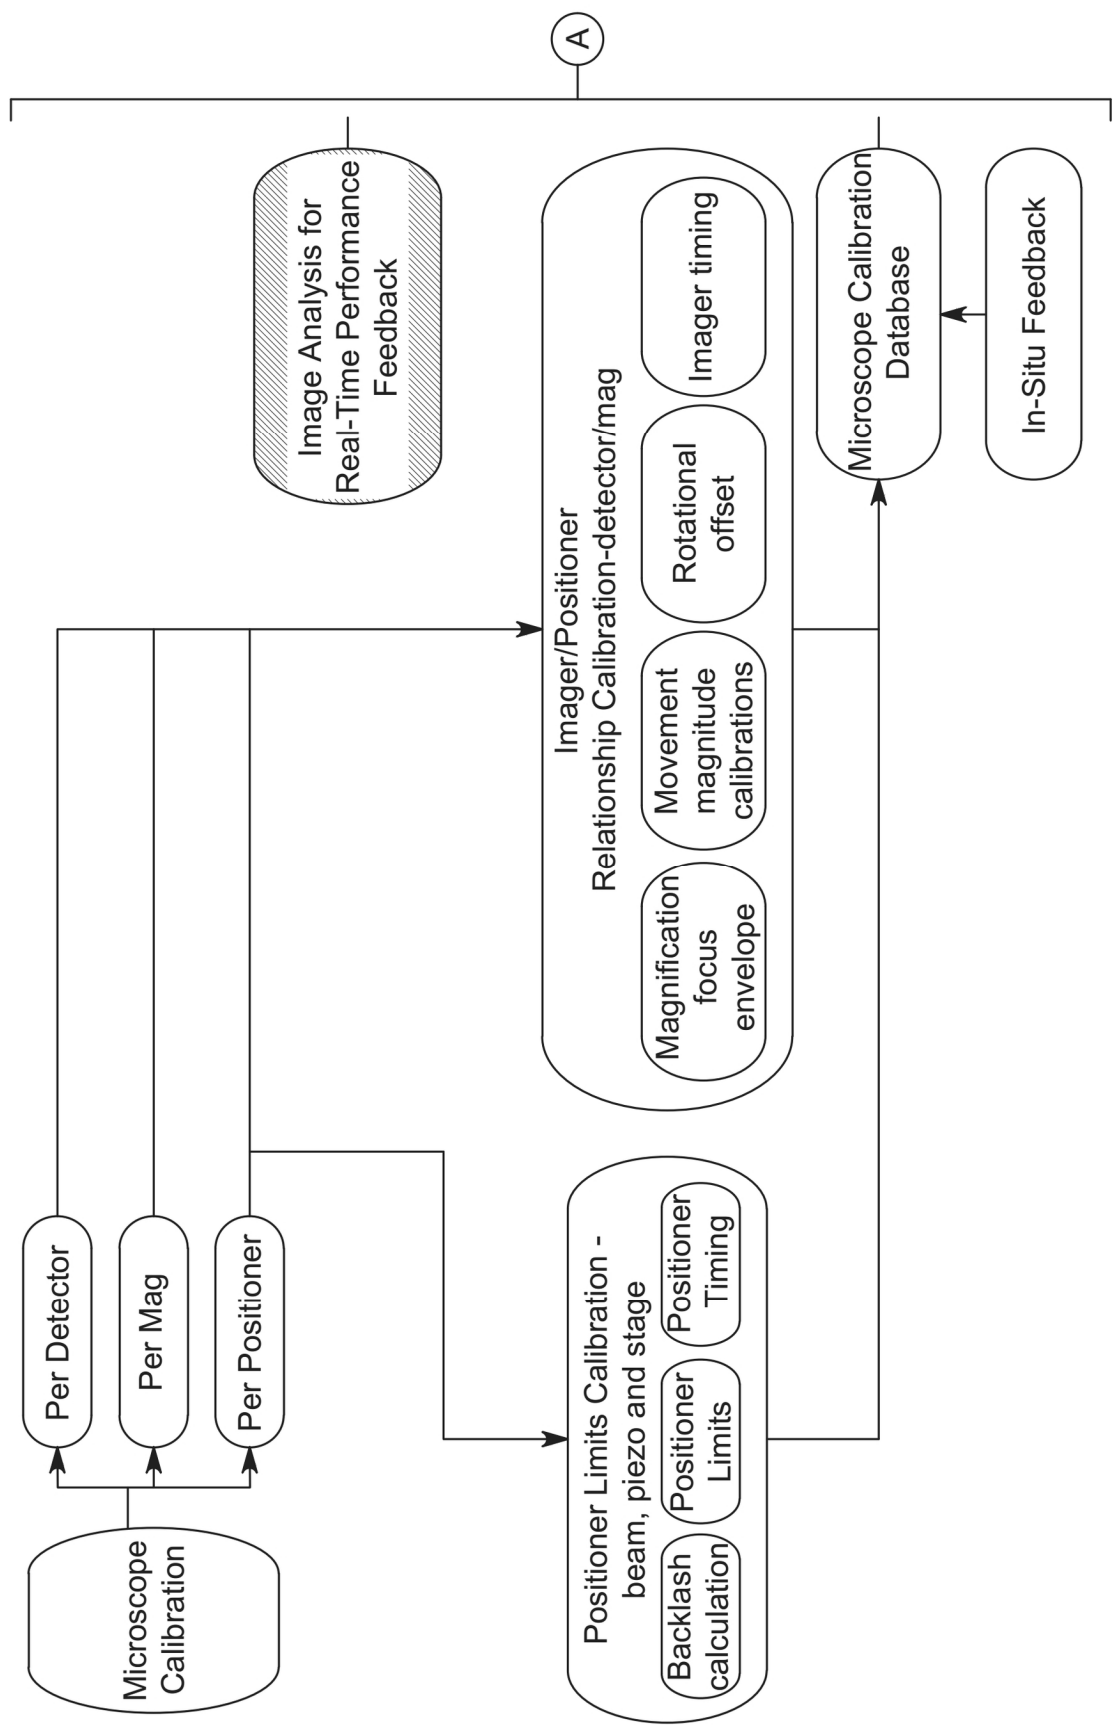 Microscope
Calibration
Per Detector
Per Mag
Per Positioner
Positioner Limits Calibration -
beam, piezo and stage
Backlash
calculation
Positioner
Limits
Positioner
Timing
Imager/Positioner
Relationship Calibration-detector/mag
Magnification
focus
envelope
Movement
magnitude
calibrations
Rotational
offset
Imager timing
Image Analysis for
Real-Time Performance
Feedback
Microscope Calibration
Database
In-Situ Feedback
A